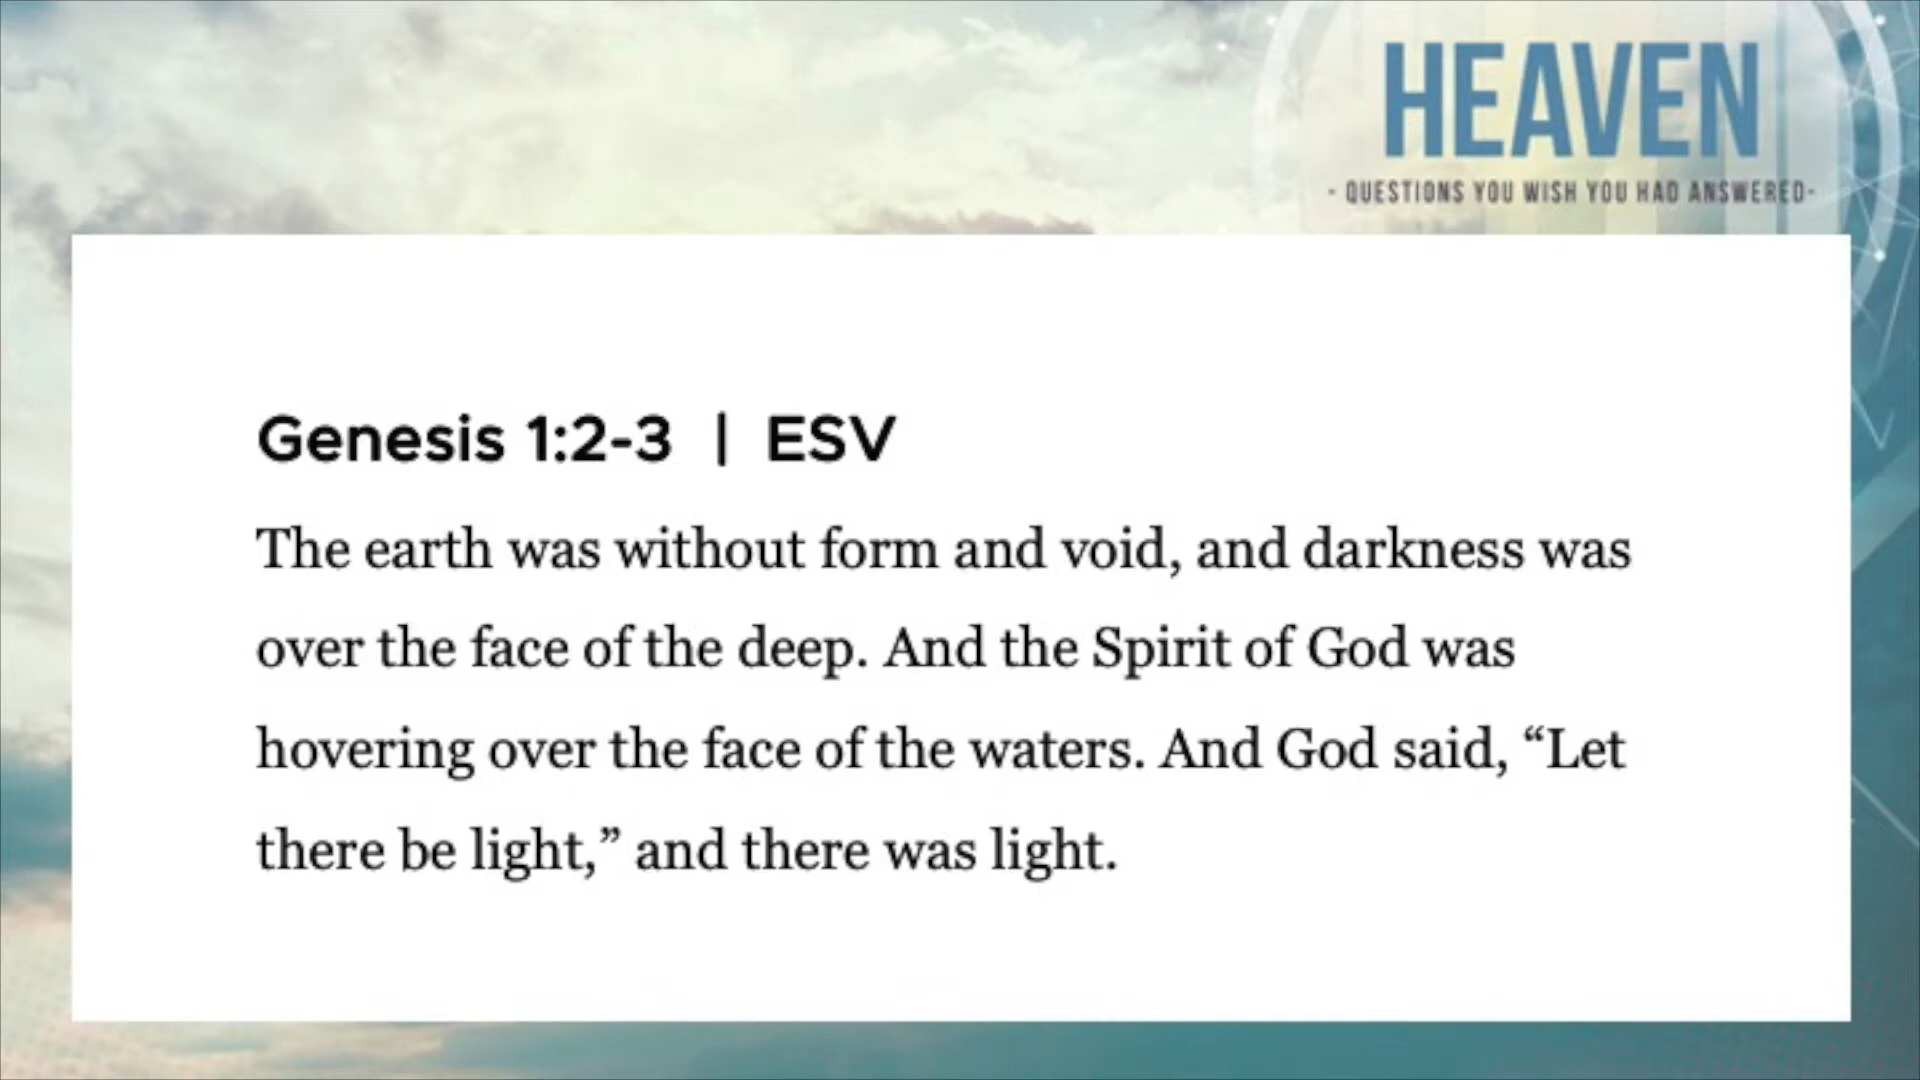 HEAVEN
- QUESTIONS YOU WISH YOU HAD ANSWERED-
Genesis 1:2-3 | ESV
The earth was without form and void, and darkness was
over the face of the deep. And the Spirit of God was
hovering over the face of the waters. And God said, “Let
there be light,” and there was light.